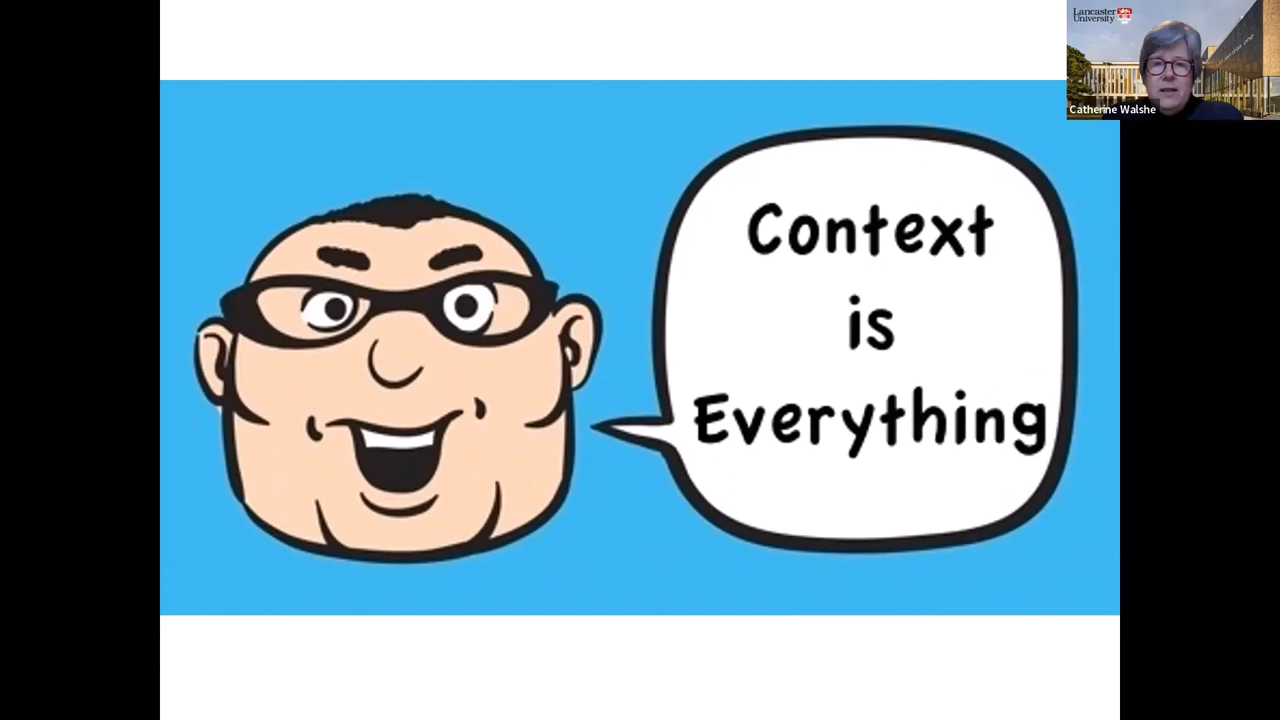 Context
is
Everything
Lancaster
University
Catherine Walshe